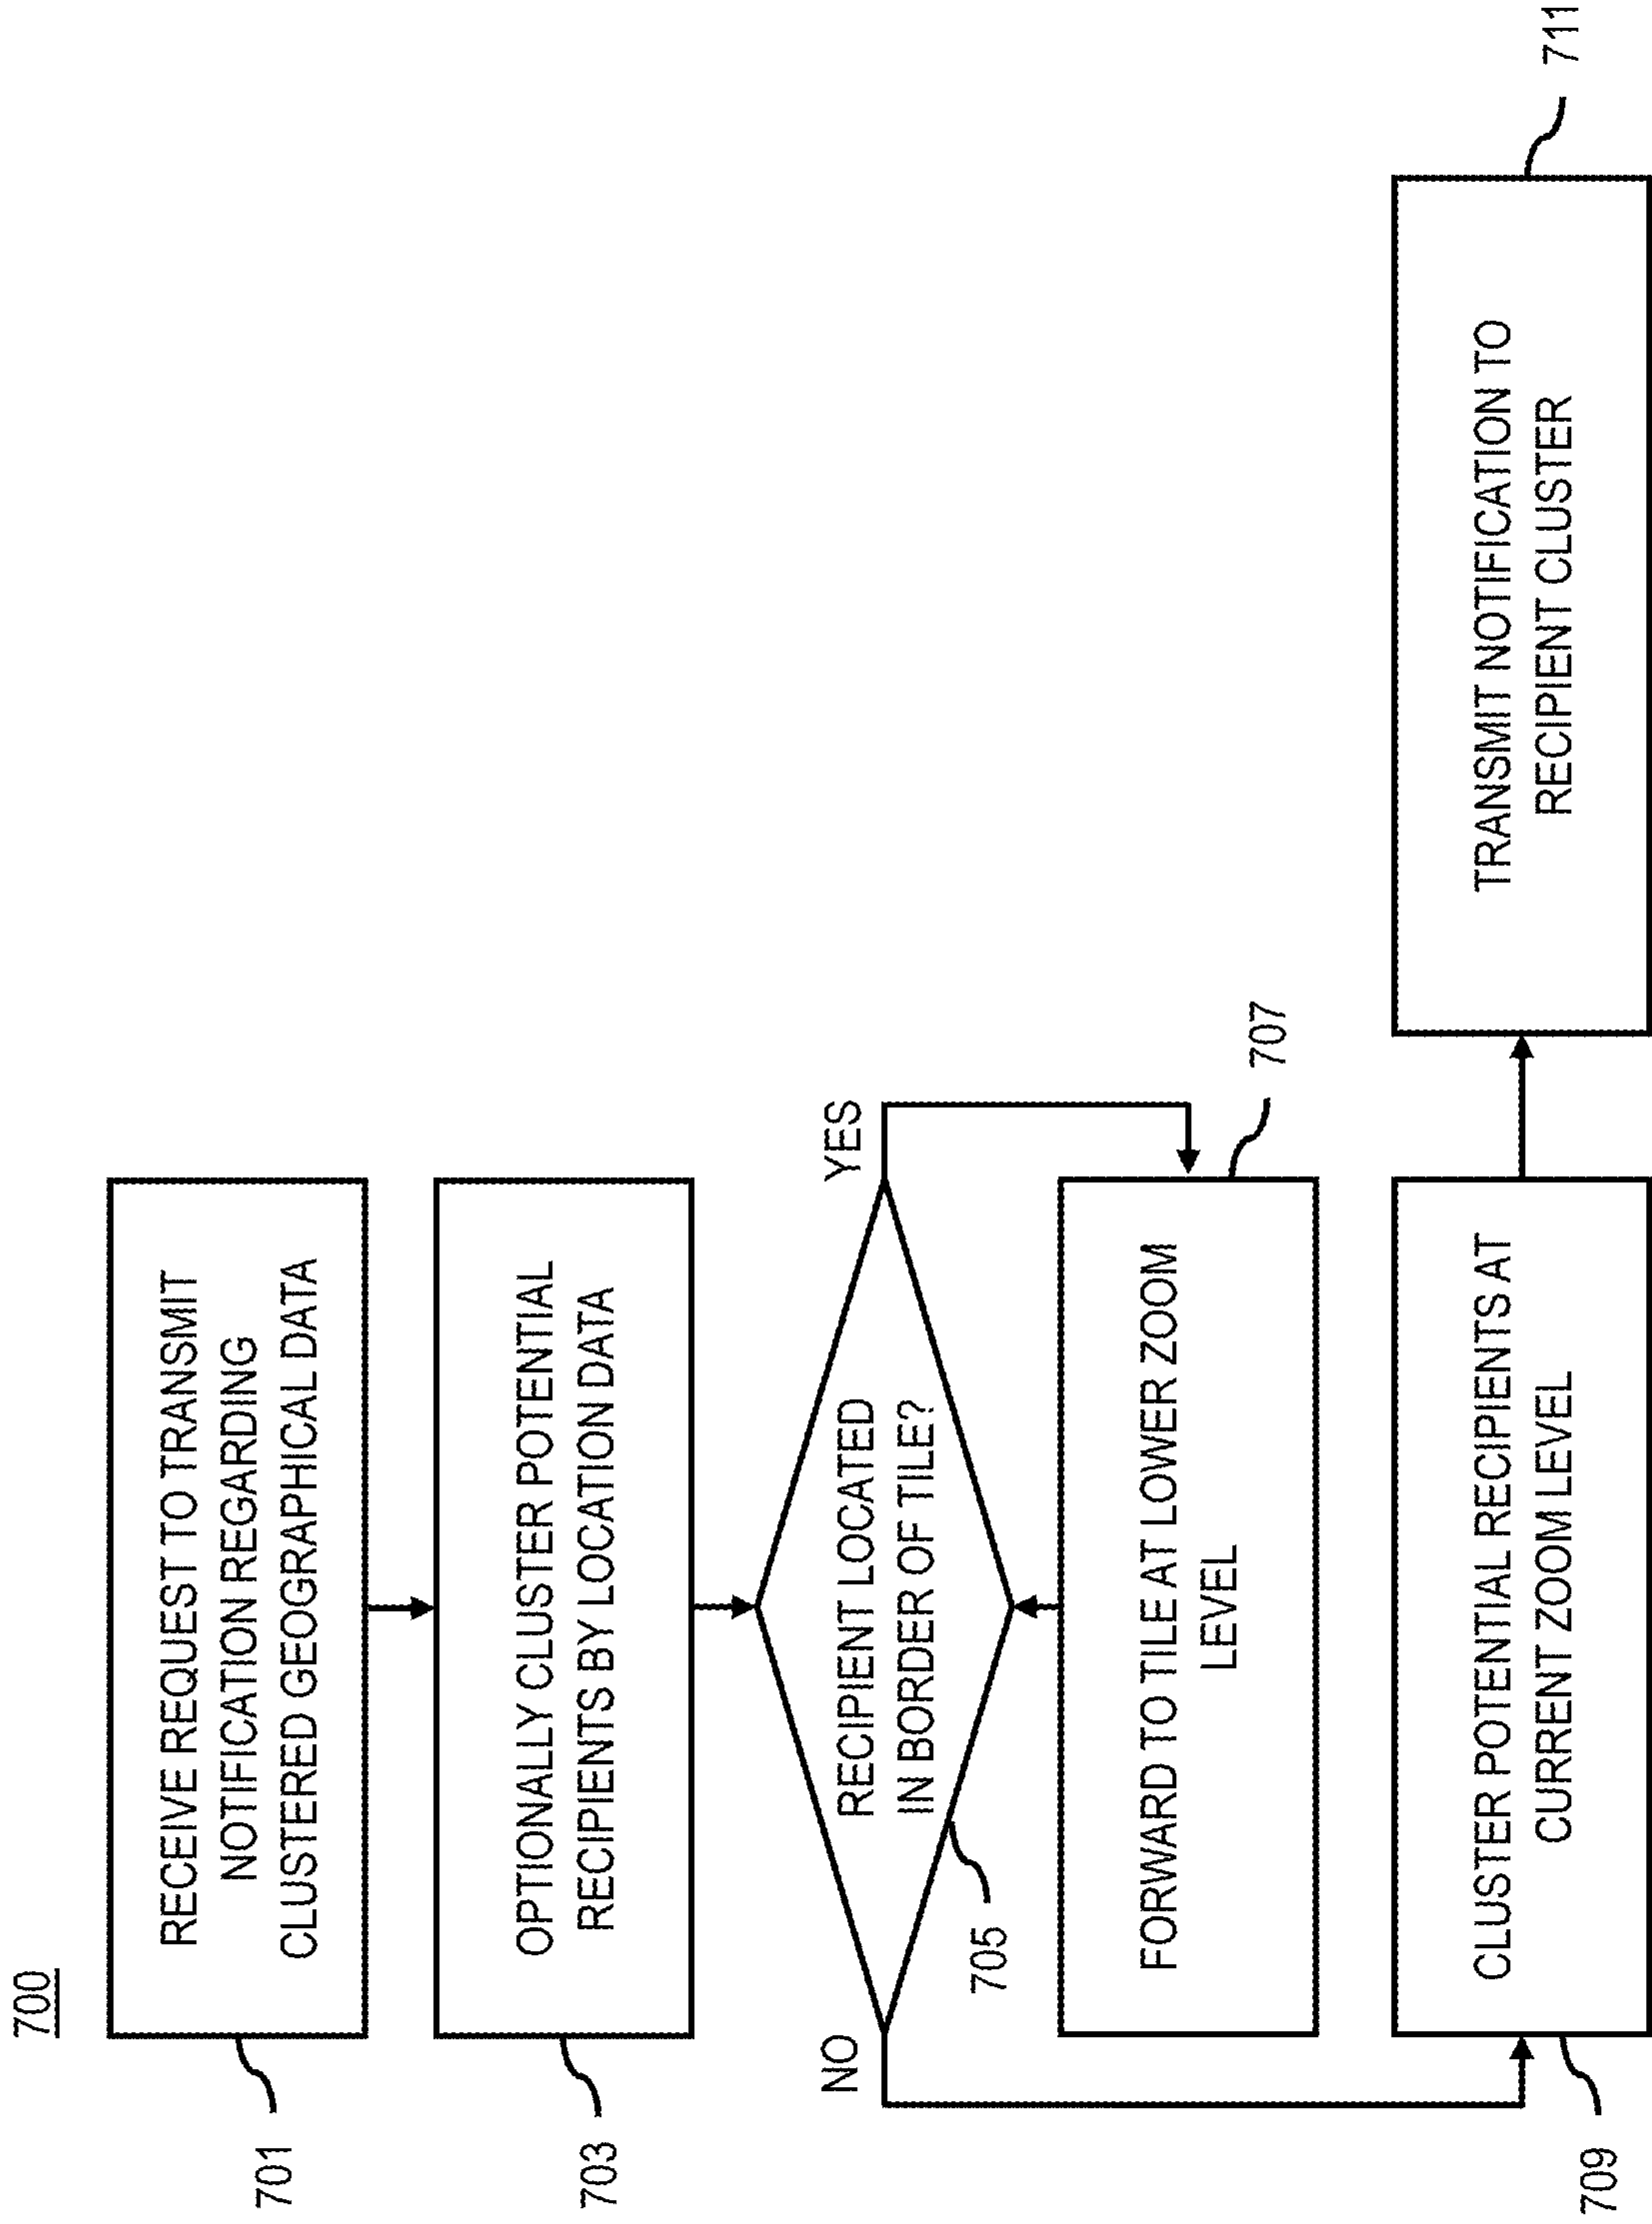 700
701
RECEIVE REQUEST TO TRANSMIT
NOTIFICATION REGARDING
CLUSTERED GEOGRAPHICAL DATA
703
OPTIONALLY CLUSTER POTENTIAL
RECIPIENTS BY LOCATION DATA
NO
RECIPIENT LOCATED
IN BORDER OF TILE?
YES
705
FORWARD TO TILE AT LOWER ZOOM
LEVEL
707
709
CLUSTER POTENTIAL RECIPIENTS AT
CURRENT ZOOM LEVEL
TRANSMIT NOTIFICATION TO
RECIPIENT CLUSTER
711